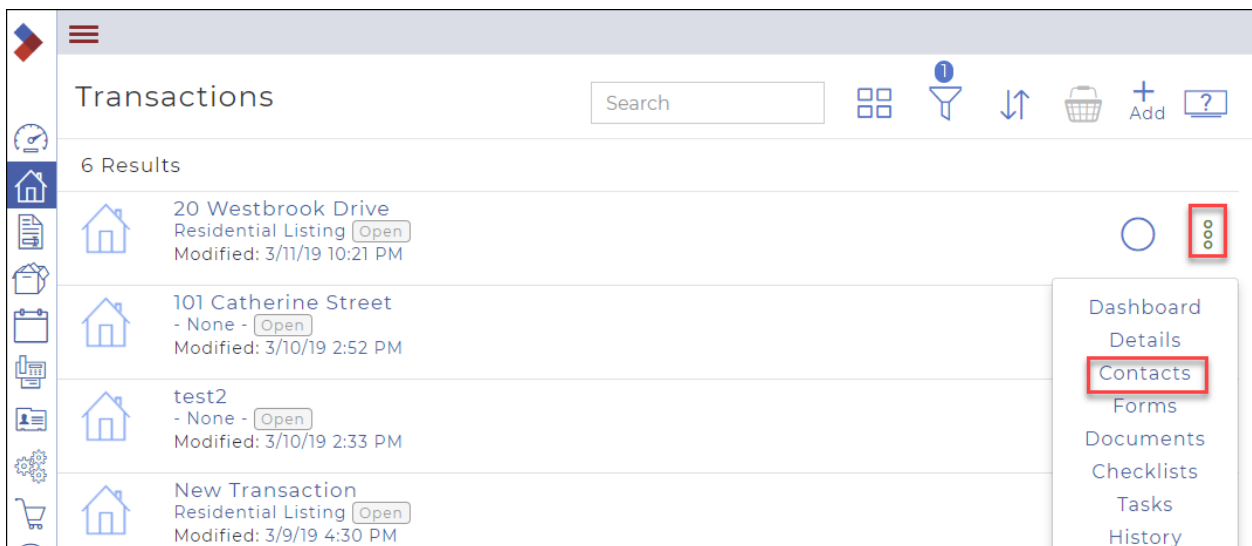 1
Transactions
Search
Add
?
6 Results
20 Westbrook Drive
Residential Listing Open
Modified: 3/11/19 10:21 PM
101 Catherine Street
- None - Open
Modified: 3/10/19 2:52 PM
test2
- None - Open
Modified: 3/10/19 2:33 PM
New Transaction
Residential Listing Open
Modified: 3/9/19 4:30 PM
Dashboard
Details
Contacts
Forms
Documents
Checklists
Tasks
History